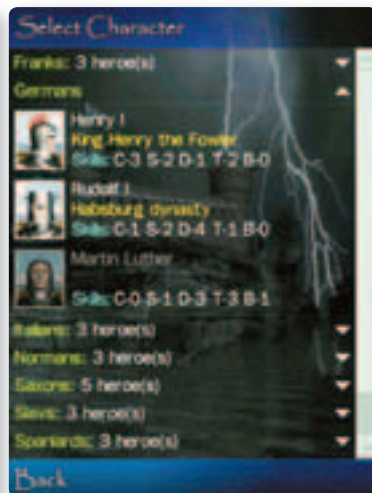 Select Character
Franks: 3 heroe(s)
Germans
Henry I
King Henry the Fowler
Skills: C-3 S-2 D-1 T-2 B-0
Rudolf I
Habsburg dynasty
Skills: C-1 S-2 D-4 T-1 B-0
Martin Luther
Skills: C-0 S-1 D-3 T-3 B-1
Italians: 3 heroe(s)
Normans: 3 heroe(s)
Saxons: 5 heroe(s)
Slavs: 3 heroe(s)
Spaniards: 3 heroe(s)
Back